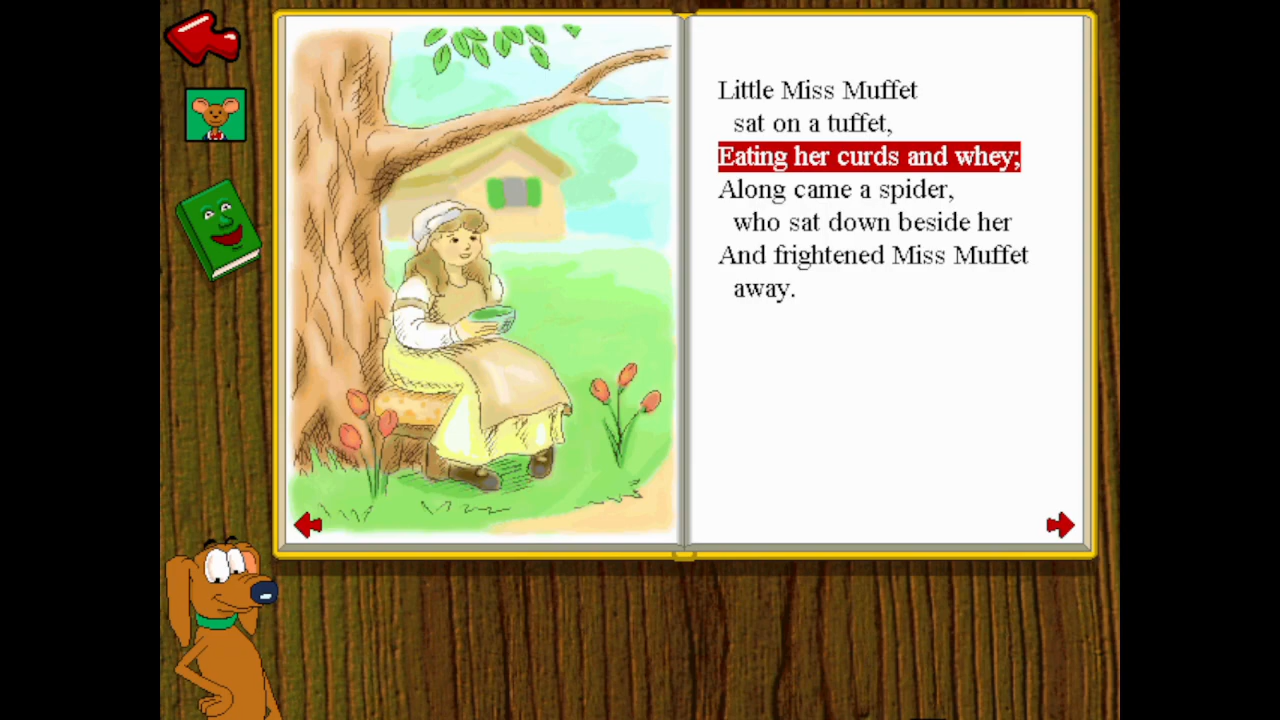 Little Miss Muffet
sat on a tuffet,
Eating her curds and whey;
Along came a spider,
who sat down beside her
And frightened Miss Muffet
away.